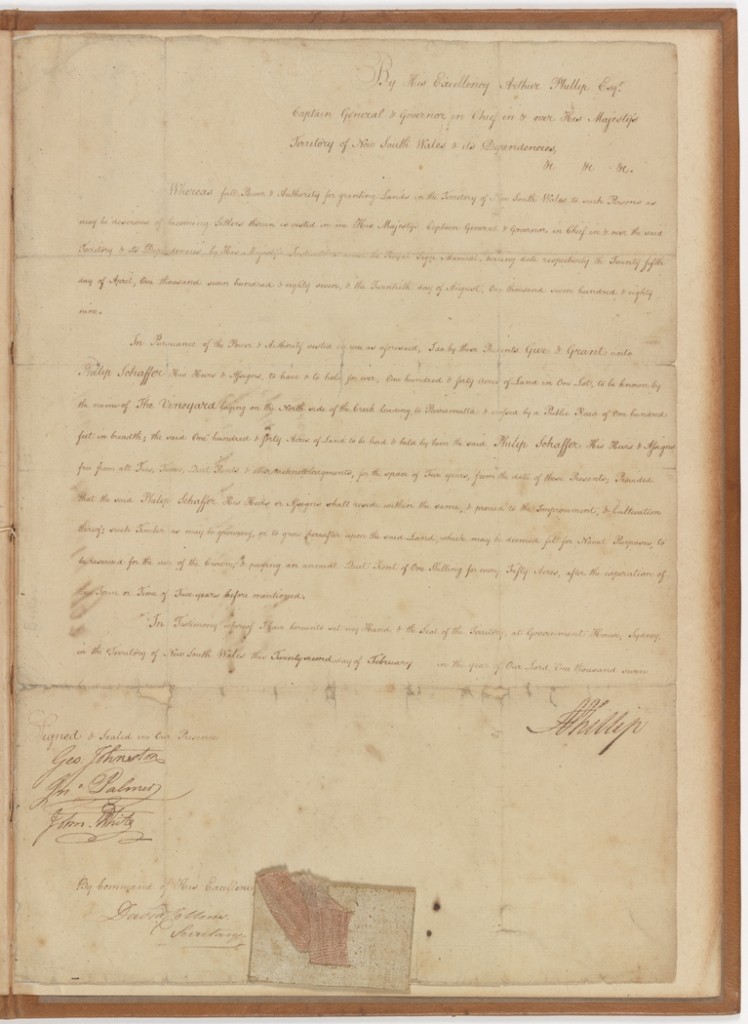 By His Excellency Arthur Phillip Esqr.
Captain General & Governor in Chief in & over His Majesty's
Territory of New South Wales & its Dependencies,
&c &c &c.
Whereas full Power & Authority for granting Lands in the Territory of New South Wales, to such Persons as
may be desirous of becoming Settlers therein is vested in me His Majesty's Captain General & Governor in Chief in & over the said
Territory & its Dependencies by His Majesty's Instructions under the Royal Sign Manual, bearing date respectively the Twenty fifth
day of April, One thousand seven hundred & eighty seven, & the Twentieth day of August, One thousand seven hundred & eighty
nine.
In Pursuance of the Power & Authority vested in me as aforesaid, I do by these Presents Give & Grant unto
Philip Schaffer His Heirs & Assigns, to have & to hold, for ever, One hundred & forty Acres of Land in One Lot, to be known by
the name of The Vineyard laying on the North side of the Creek leading to Parramatta & by a Public Road of One hundred
feet in breadth; the said One hundred & forty Acres of Land to be had & held by him the said Philip Schaffer His Heirs & Assigns
free from all Fees, Taxes, Quit Rents & other acknowledgments, for the space of Ten years, from the date of these Presents; Provided
that the said Philip Schaffer His Heirs or Assigns shall reside within the same, & proceed to the Improvement, & Cultivation
thereof; such Timber as may be growing, or to grow hereafter upon the said Land, which may be deemed fit for Naval Purposes, to
be reserved for the use of the Crown, & paying an annual Quit Rent of One Shilling for every Fifty Acres, after the expiration of
the Term or Time of Ten years before mentioned.
In Testimony whereof I have hereunto set my Hand & the Seal of the Territory, at Government House, Sydney,
in the Territory of New South Wales this Twenty second day of February in the year of Our Lord, One thousand seven
Signed & Sealed in Our Presence
APhillip
Geo. Johnston
Jno. Palmer
John White
By Command of His Excellency
David Collins
Secretary